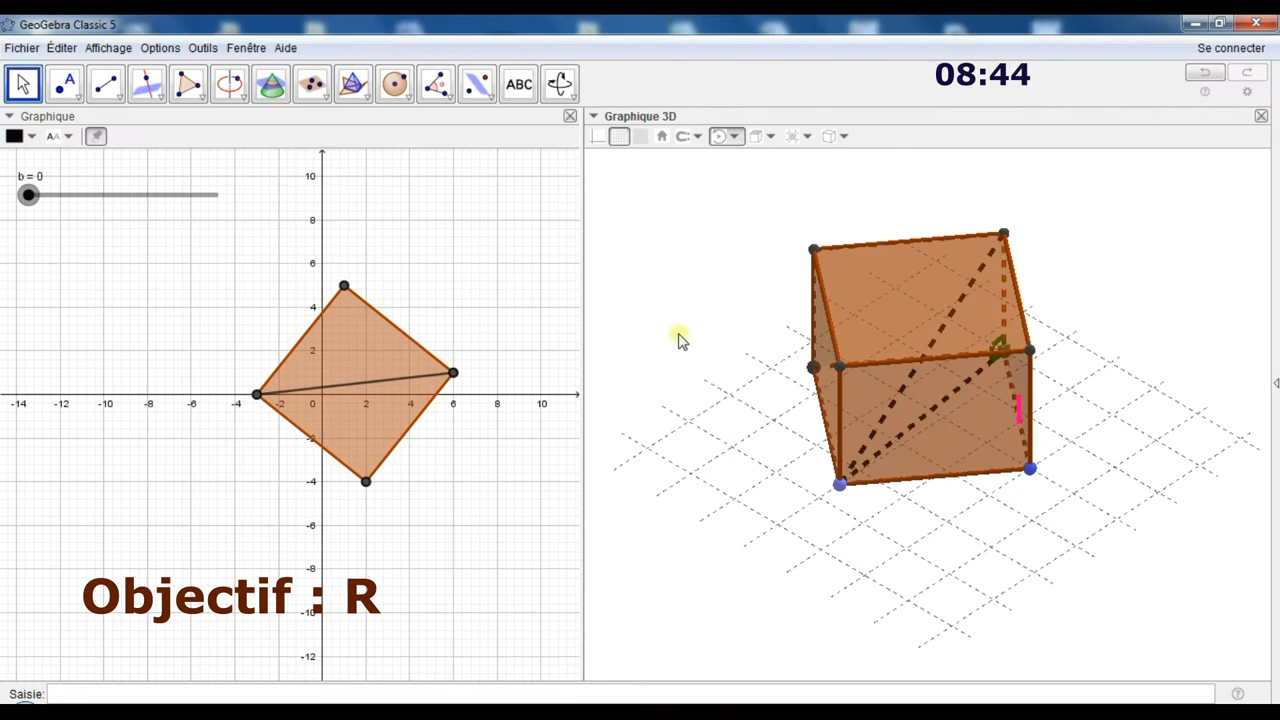 GeoGebra Classic 5
Fichier Éditer Affichage Options Outils Fenêtre Aide
Se connecter
08:44
A
ABC
Graphique
Graphique 3D
AA
b = 0
10
8
6
4
2
-14 -12 -10 -8 -6 -4 -2 0 2 4 6 8 10
-2
-4
-6
-8
-10
-12
Objectif : R
Saisie: